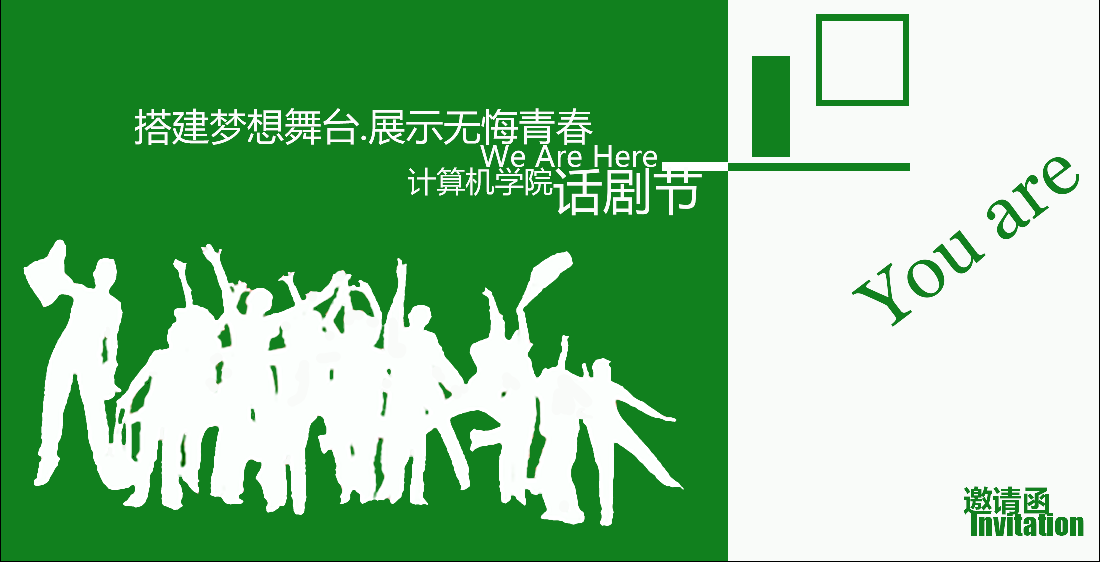 搭建梦想舞台.展示无悔青春
We Are Here
计算机学院话剧节
You are
邀请函
Invitation